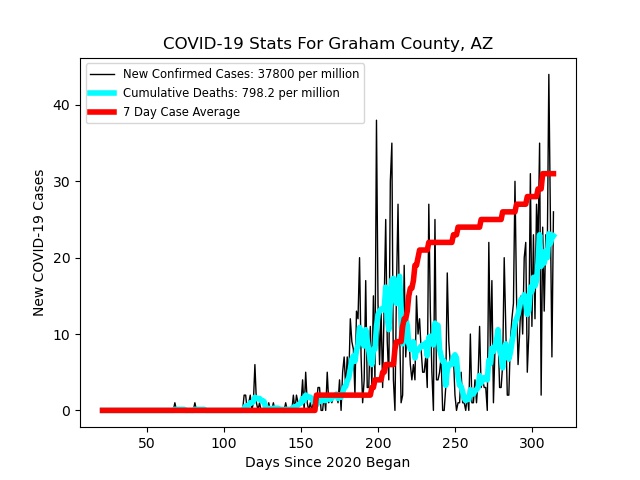 COVID-19 Stats For Graham County, AZ
New Confirmed Cases: 37800 per million
Cumulative Deaths: 798.2 per million
7 Day Case Average
New COVID-19 Cases
40
30
20
10
0
50 100 150 200 250 300
Days Since 2020 Began